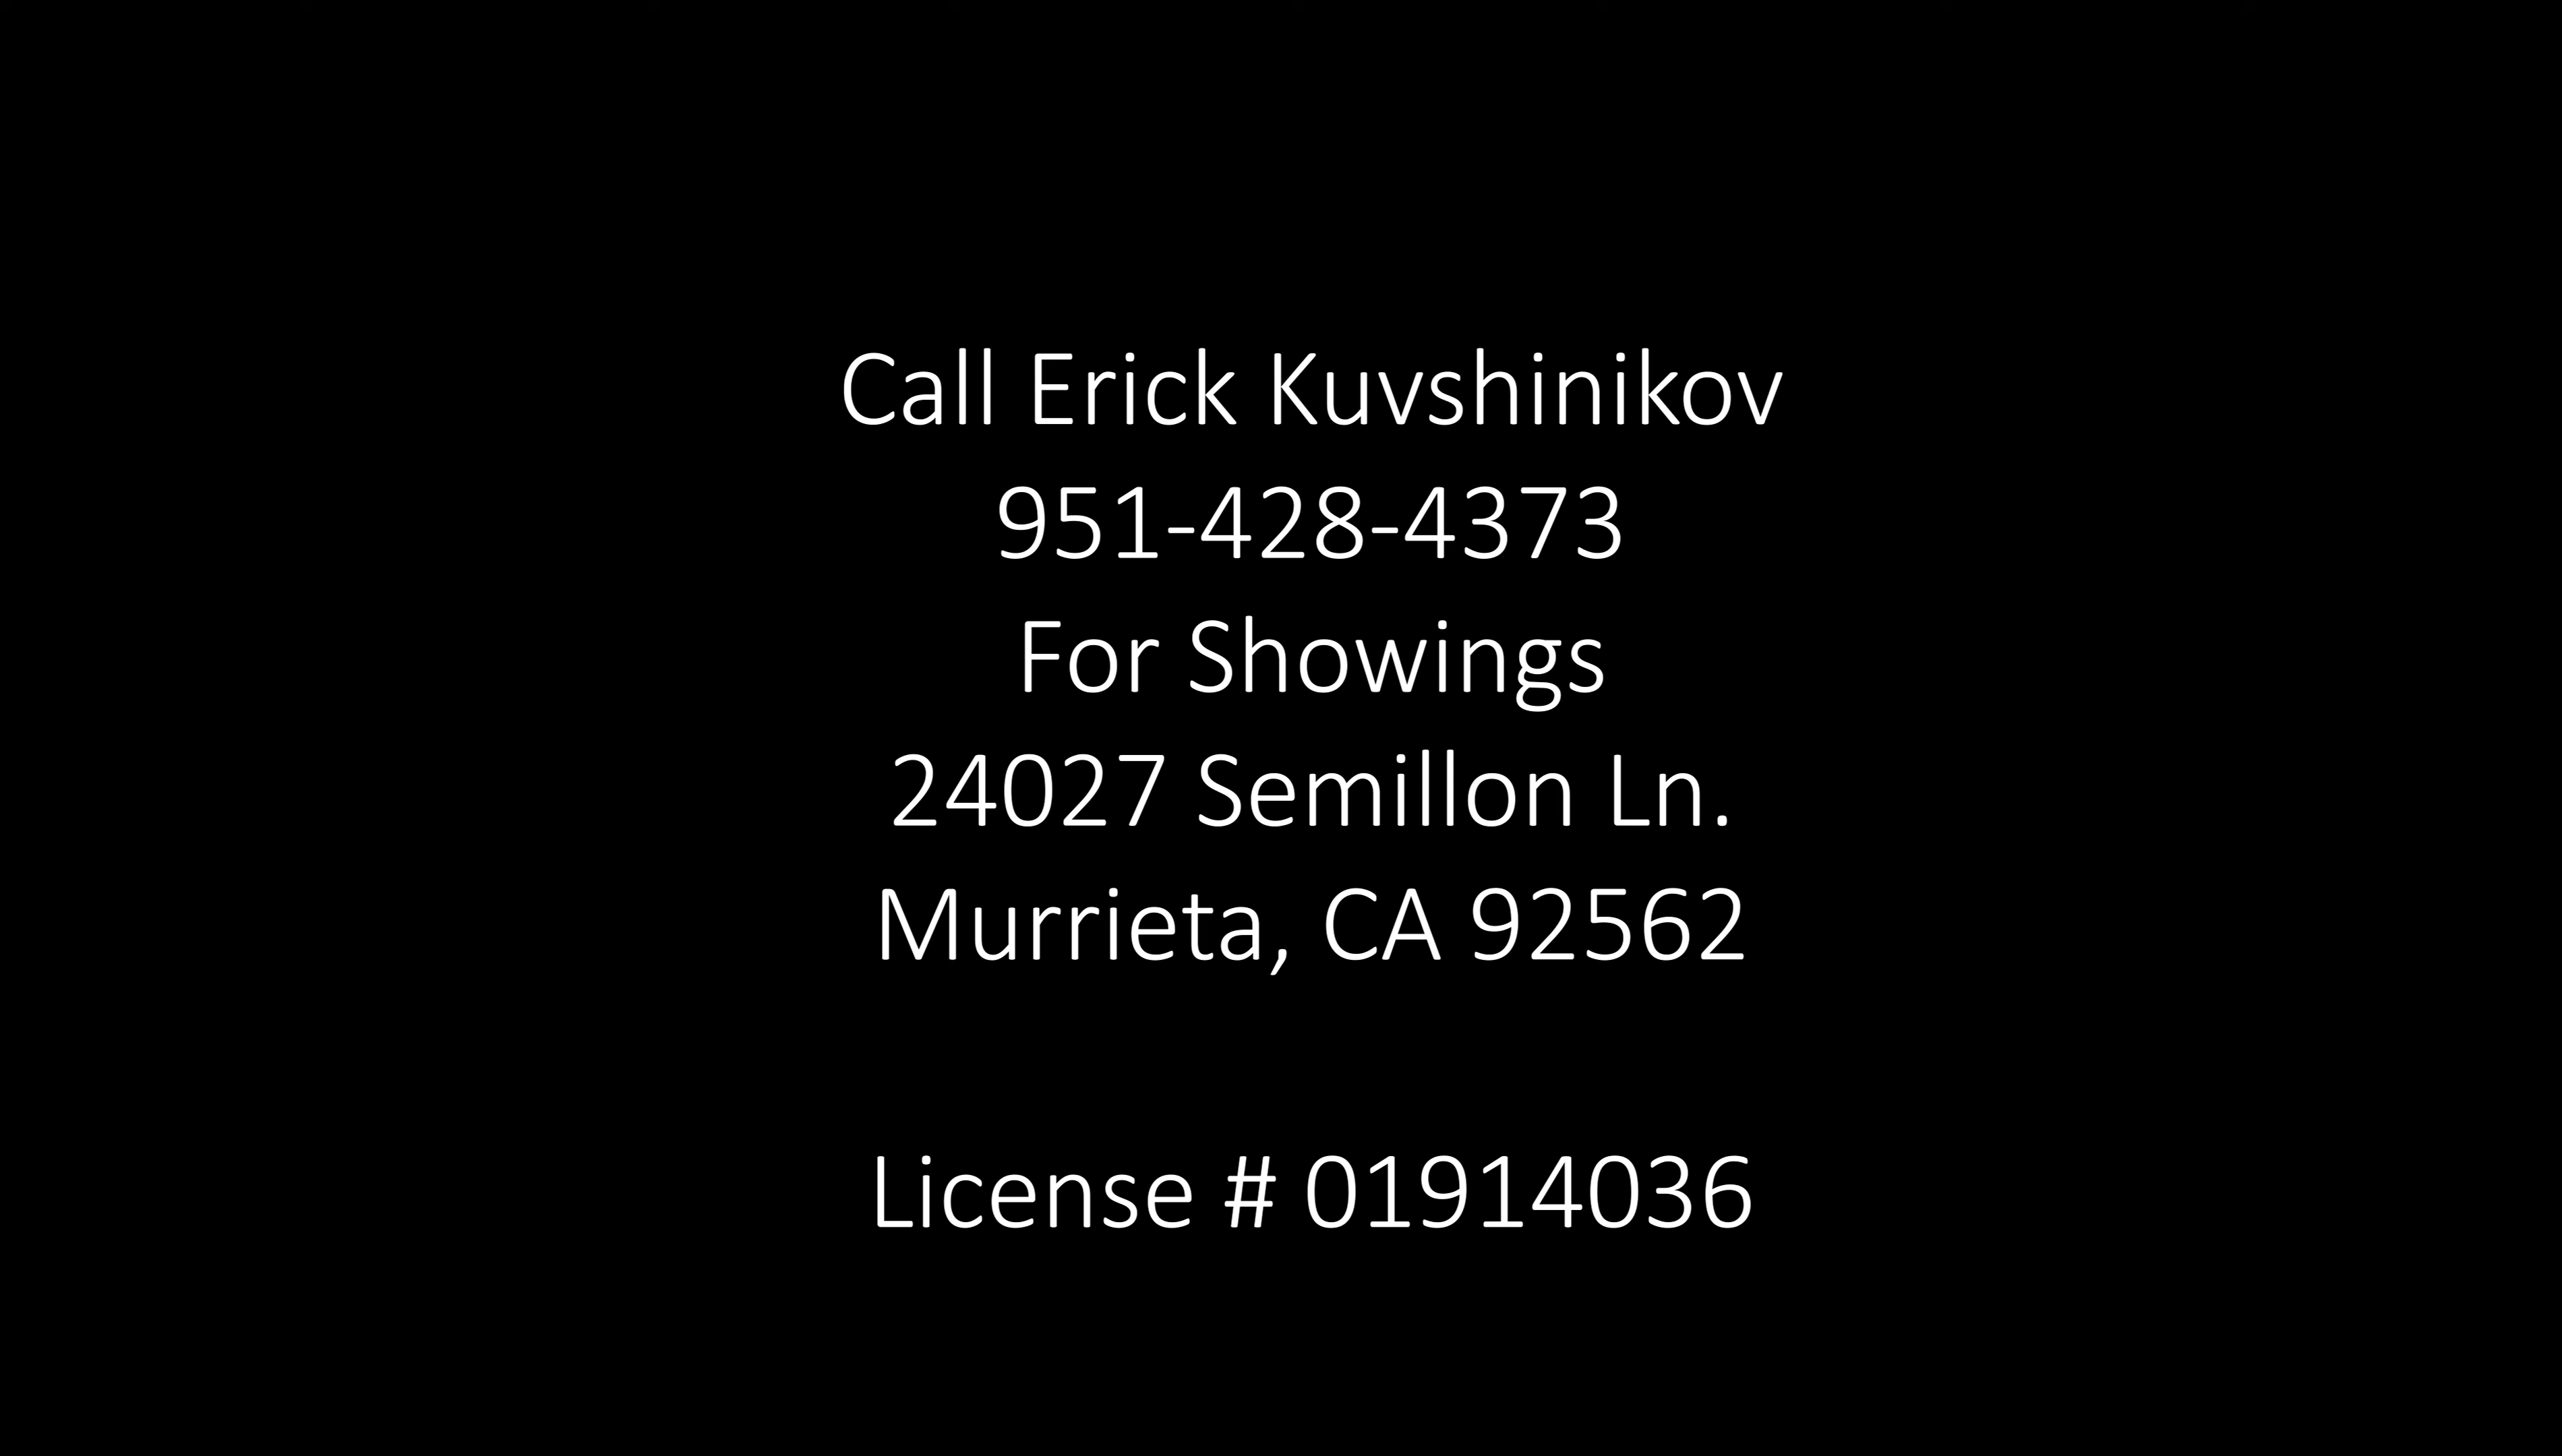 Call Erick Kuvshinikov
951-428-4373
For Showings
24027 Semillon Ln.
Murrieta, CA 92562
License # 01914036